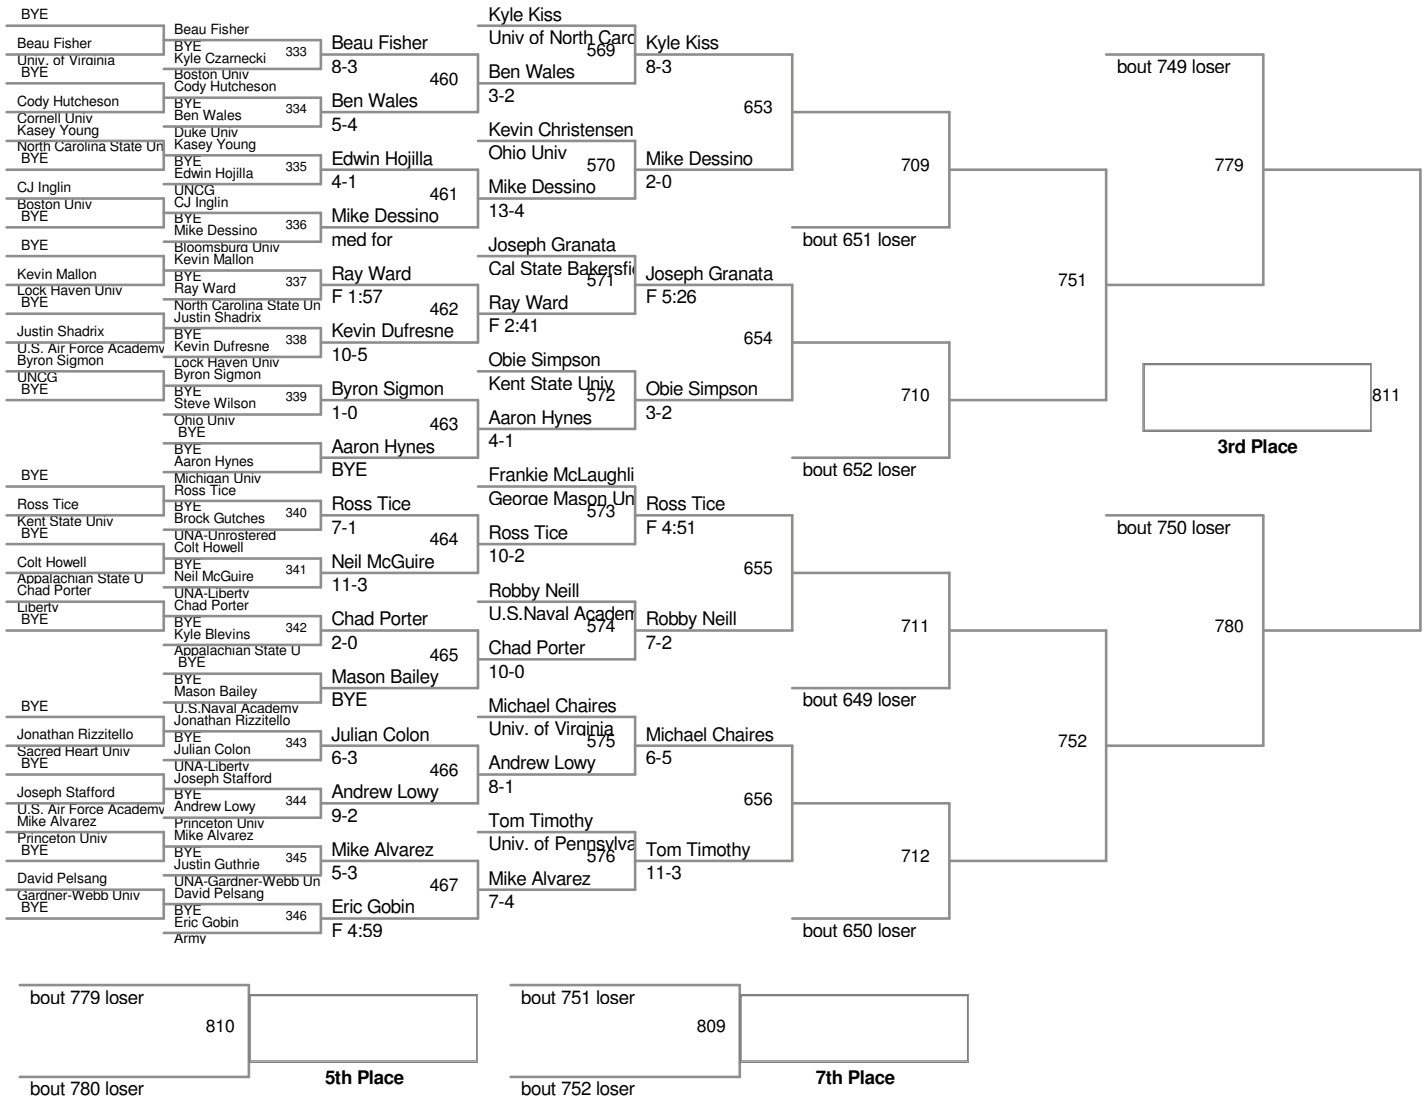 BYE
Beau Fisher
Univ. of Virginia
BYE
Cody Hutcheson
Cornell Univ
Kasey Young
North Carolina State Un
BYE
CJ Inglin
Boston Univ
BYE
BYE
Kevin Mallon
Lock Haven Univ
BYE
Justin Shadrix
U.S. Air Force Academy
Byron Sigmon
UNCG
BYE
BYE
Ross Tice
Kent State Univ
BYE
Colt Howell
Appalachian State U
Chad Porter
Liberty
BYE
BYE
Jonathan Rizzitello
Sacred Heart Univ
BYE
Joseph Stafford
U.S. Air Force Academy
Mike Alvarez
Princeton Univ
BYE
David Pelsang
Gardner-Webb Univ
BYE
Beau Fisher
BYE
Kyle Czarnecki
333
Boston Univ
Cody Hutcheson
BYE
Ben Wales
334
Duke Univ
Kasey Young
BYE
Edwin Hojilla
335
UNCG
CJ Inglin
BYE
Mike Dessino
336
Bloomsburg Univ
Kevin Mallon
BYE
Ray Ward
337
North Carolina State Un
Justin Shadrix
BYE
Kevin Dufresne
338
Lock Haven Univ
Byron Sigmon
BYE
Steve Wilson
339
Ohio Univ
BYE
BYE
Aaron Hynes
Michigan Univ
Ross Tice
BYE
Brock Gutches
340
UNA-Unrostered
Colt Howell
BYE
Neil McGuire
341
UNA-Liberty
Chad Porter
BYE
Kyle Blevins
342
Appalachian State U
BYE
BYE
Mason Bailey
U.S.Naval Academy
Jonathan Rizzitello
BYE
Julian Colon
343
UNA-Liberty
Joseph Stafford
BYE
Andrew Lowy
344
Princeton Univ
Mike Alvarez
BYE
Justin Guthrie
345
UNA-Gardner-Webb Un
David Pelsang
BYE
Eric Gobin
346
Army
Beau Fisher
8-3
460
Ben Wales
5-4
Edwin Hojilla
4-1
461
Mike Dessino
med for
Ray Ward
F 1:57
462
Kevin Dufresne
10-5
Byron Sigmon
1-0
463
Aaron Hynes
BYE
Ross Tice
7-1
464
Neil McGuire
11-3
Chad Porter
2-0
465
Mason Bailey
BYE
Julian Colon
6-3
466
Andrew Lowy
9-2
Mike Alvarez
5-3
467
Eric Gobin
F 4:59
Kyle Kiss
Univ of North Carc
569
Ben Wales
3-2
Kevin Christensen
Ohio Univ
570
Mike Dessino
13-4
Joseph Granata
Cal State Bakersfi
571
Ray Ward
F 2:41
Obie Simpson
Kent State Univ
572
Aaron Hynes
4-1
Frankie McLaughli
George Mason Un
573
Ross Tice
10-2
Robby Neill
U.S.Naval Academ
574
Chad Porter
10-0
Michael Chaires
Univ. of Virginia
575
Andrew Lowy
8-1
Tom Timothy
Univ. of Pennsylva
576
Mike Alvarez
7-4
Kyle Kiss
8-3
653
Mike Dessino
2-0
Joseph Granata
F 5:26
654
Obie Simpson
3-2
Ross Tice
F 4:51
655
Robby Neill
7-2
Michael Chaires
6-5
656
Tom Timothy
11-3
709
bout 651 loser
710
bout 652 loser
711
bout 649 loser
712
bout 650 loser
751
752
bout 749 loser
779
bout 750 loser
780
811
3rd Place
bout 779 loser
810
bout 780 loser
5th Place
bout 751 loser
809
bout 752 loser
7th Place